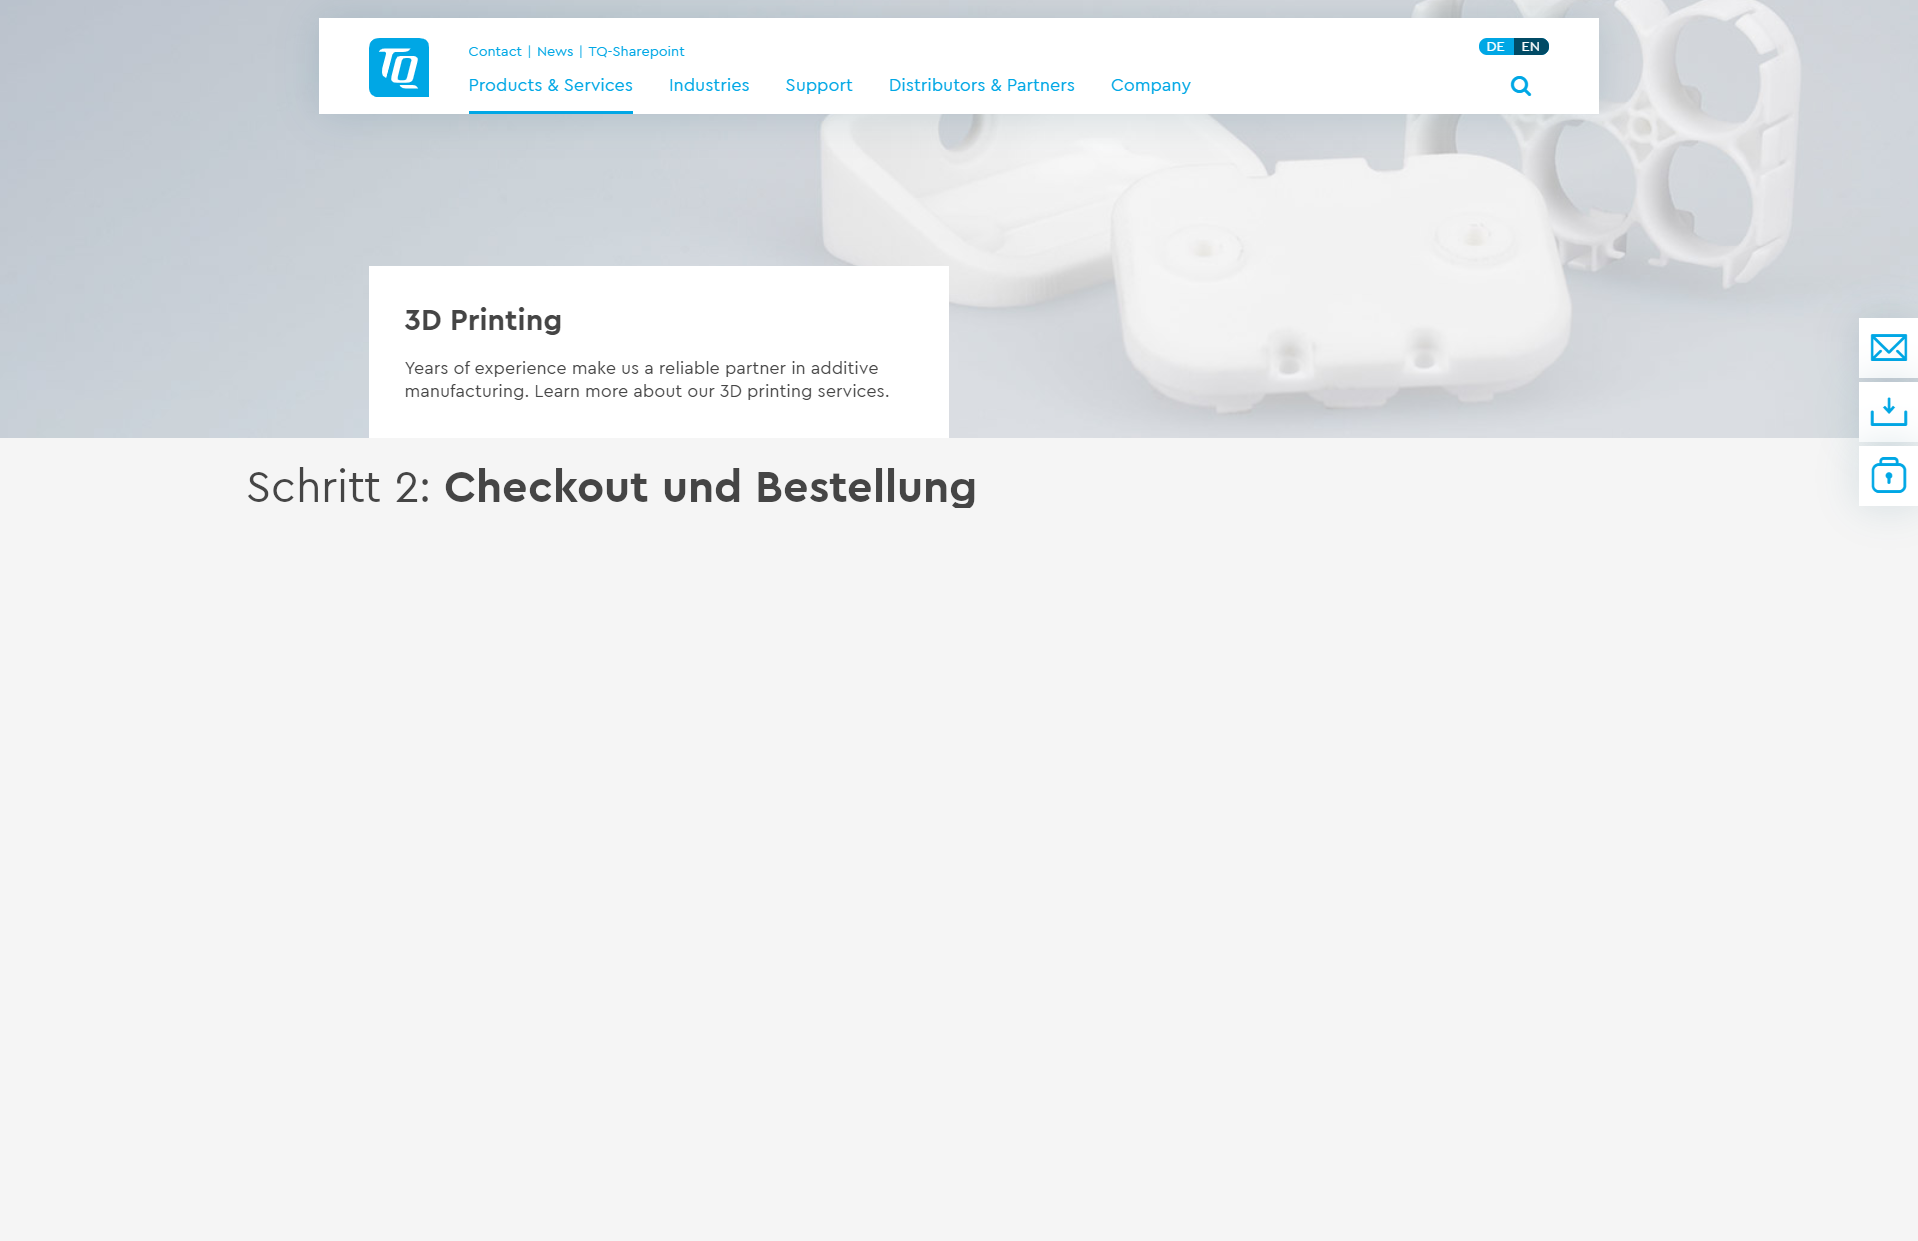 TQ
Contact | News | TQ-Sharepoint
DE EN
Products & Services Industries Support Distributors & Partners Company
3D Printing
Years of experience make us a reliable partner in additive
manufacturing. Learn more about our 3D printing services.
Schritt 2: Checkout und Bestellung